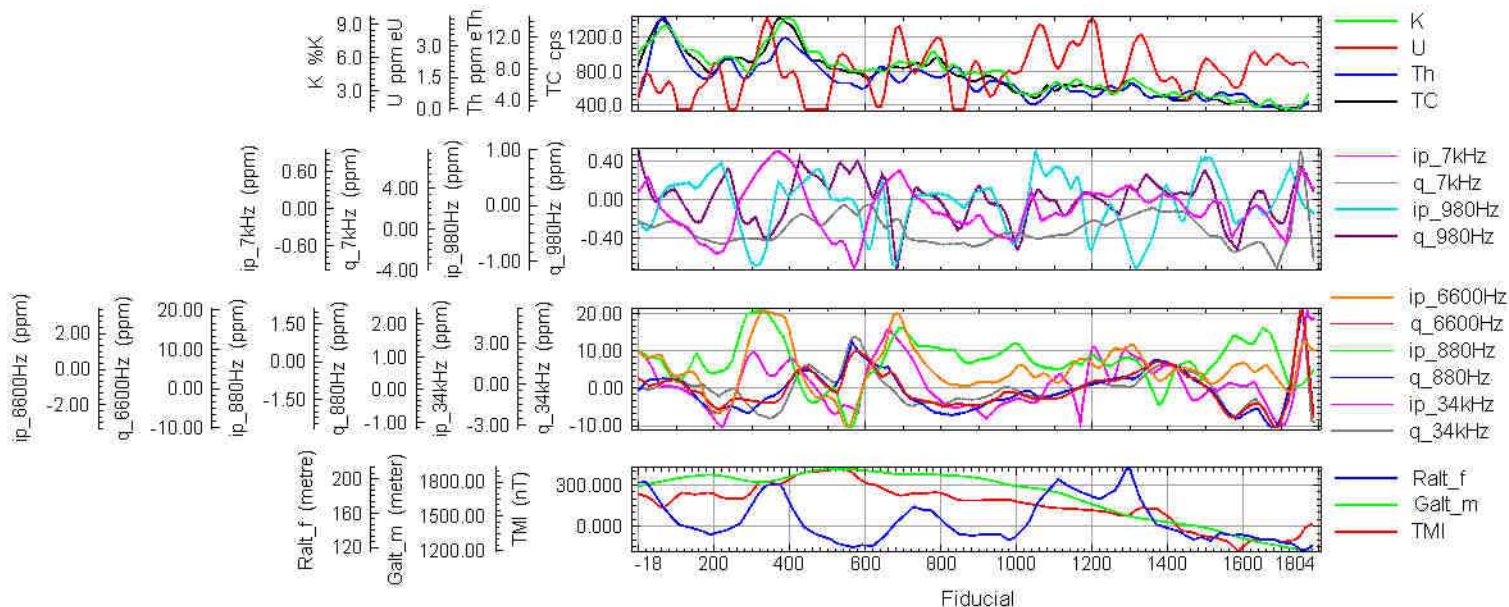 9.0 6.0 3.0 K %K
3.0 1.5 0.0 U ppm eU
12.0 8.0 4.0 Th ppm eTh
1200.0 800.0 400.0 TC cps
K
U
Th
TC
0.60 0.00 -0.60 ip_7kHz (ppm)
4.00 0.00 -4.00 q_7kHz (ppm)
1.00 0.00 -1.00 ip_980Hz (ppm)
0.40 0.00 -0.40 q_980Hz (ppm)
ip_7kHz
q_7kHz
ip_980Hz
q_980Hz
2.00 0.00 -2.00 ip_6600Hz (ppm)
20.00 10.00 0.00 -10.00 q_6600Hz (ppm)
1.50 0.00 -1.50 ip_880Hz (ppm)
2.00 1.00 0.00 -1.00 q_880Hz (ppm)
3.00 0.00 -3.00 ip_34kHz (ppm)
20.00 10.00 0.00 -10.00 q_34kHz (ppm)
ip_6600Hz
q_6600Hz
ip_880Hz
q_880Hz
ip_34kHz
q_34kHz
200 160 120 Ralt_f (metre)
1800.00 1500.00 1200.00 Galt_m (meter)
300.000 0.000 TMI (nT)
Ralt_f
Galt_m
TMI
-18 200 400 600 800 1000 1200 1400 1600 1804
Fiducial